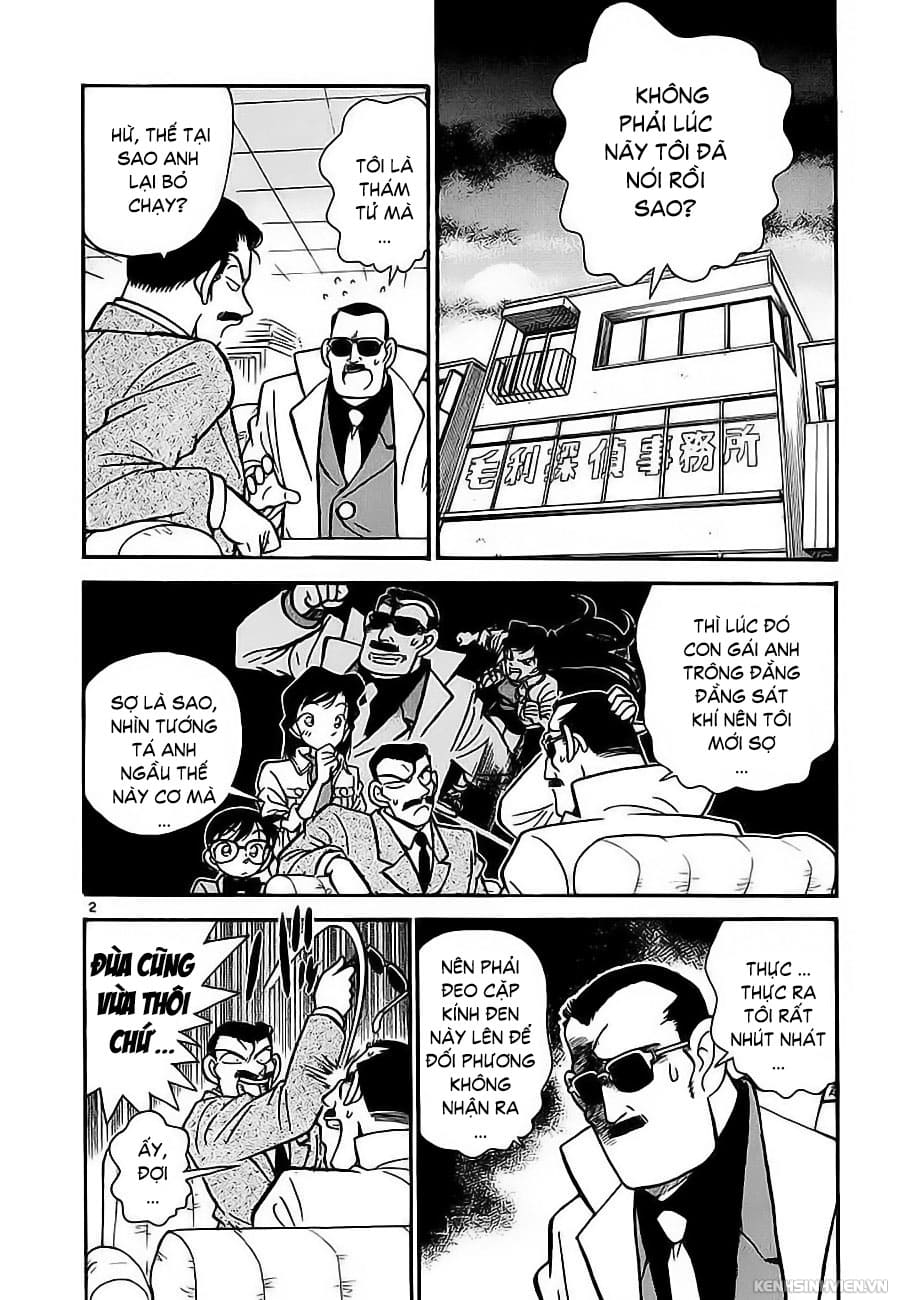 KHÔNG
PHẢI LÚC
NÀY TÔI ĐÃ
NÓI RỒI
SAO?
毛利探偵事務所
TÔI LÀ
THÁM
TỬ MÀ
...
HỪ, THẾ TẠI
SAO ANH
LẠI BỎ
CHẠY?
THÌ LÚC ĐÓ
CON GÁI ANH
TRÔNG ĐẰNG
ĐẰNG SÁT
KHÍ NÊN TÔI
MỚI SỢ
...
SỢ LÀ SAO,
NHÌN TƯỚNG
TÁ ANH
NGẦU THẾ
NÀY CƠ MÀ
...
2
THỰC ...
THỰC RA
TÔI RẤT
NHÚT NHÁT
...
NÊN PHẢI
ĐEO CẶP
KÍNH ĐEN
NÀY LÊN ĐỂ
ĐỐI PHƯƠNG
KHÔNG
NHẬN RA
...
ĐÙA CŨNG
VỪA THÔI
CHỨ ...
ẤY,
ĐỢI
...
KENHSINHVIEN.VN